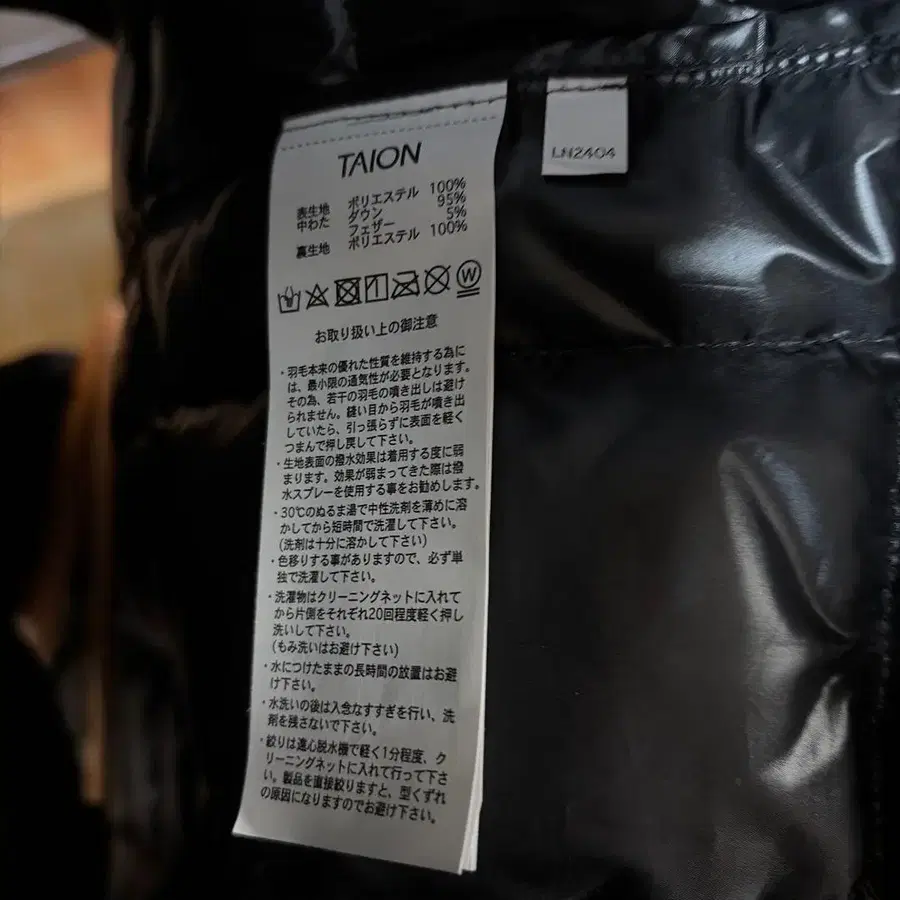 TAION
表生地 ポリエステル 100%
中わた ダウン 95%
フェザー 5%
裏生地 ポリエステル 100%
W
お取り扱い上の御注意
・羽毛本来の優れた性質を維持する為に
は、最小限の通気性が必要となります。
その為、若干の羽毛の噴き出しは避け
られません。縫い目から羽毛が噴き出
していたら、引っ張らずに表面を軽く
つまんで押し戻して下さい。
・生地表面の撥水効果は着用する度に弱
まります。効果が弱まってきた際は撥
水スプレーを使用する事をお勧めします。
・30℃のぬるま湯で中性洗剤を薄めに溶
かしてから短時間で洗濯して下さい。
(洗剤は十分に溶かして下さい)
・色移りする事がありますので、必ず単
独で洗濯して下さい。
・洗濯物はクリーニングネットに入れて
から片側をそれぞれ20回程度軽く押し
洗いして下さい。
(もみ洗いはお避け下さい)
・水につけたままの長時間の放置はお避
け下さい。
・水洗いの後は入念なすすぎを行い、洗
剤を残さないで下さい。
・絞りは遠心脱水機で軽く1分程度、ク
リーニングネットに入れて行って下さ
い。製品を直接絞りますと、型くずれ
の原因になりますのでお避け下さい。
LN2404